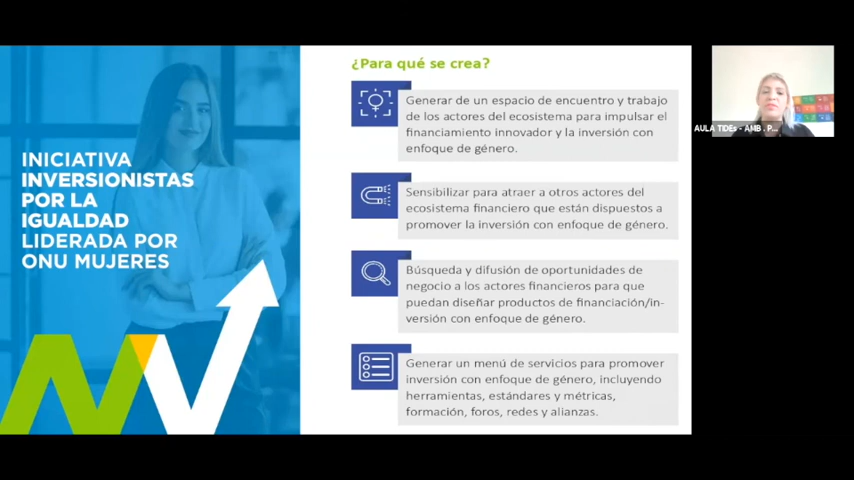 INICIATIVA
INVERSIONISTAS
POR LA
IGUALDAD
LIDERADA POR
ONU MUJERES
¿Para qué se crea?
Generar de un espacio de encuentro y trabajo
de los actores del ecosistema para impulsar el
financiamiento innovador y la inversión con
enfoque de género.
Sensibilizar para atraer a otros actores del
ecosistema financiero que están dispuestos a
promover la inversión con enfoque de género.
Búsqueda y difusión de oportunidades de
negocio a los actores financieros para que
puedan diseñar productos de financiación/in-
versión con enfoque de género.
Generar un menú de servicios para promover
inversión con enfoque de género, incluyendo
herramientas, estándares y métricas,
formación, foros, redes y alianzas.
AULA TIDEs - AMB. P...